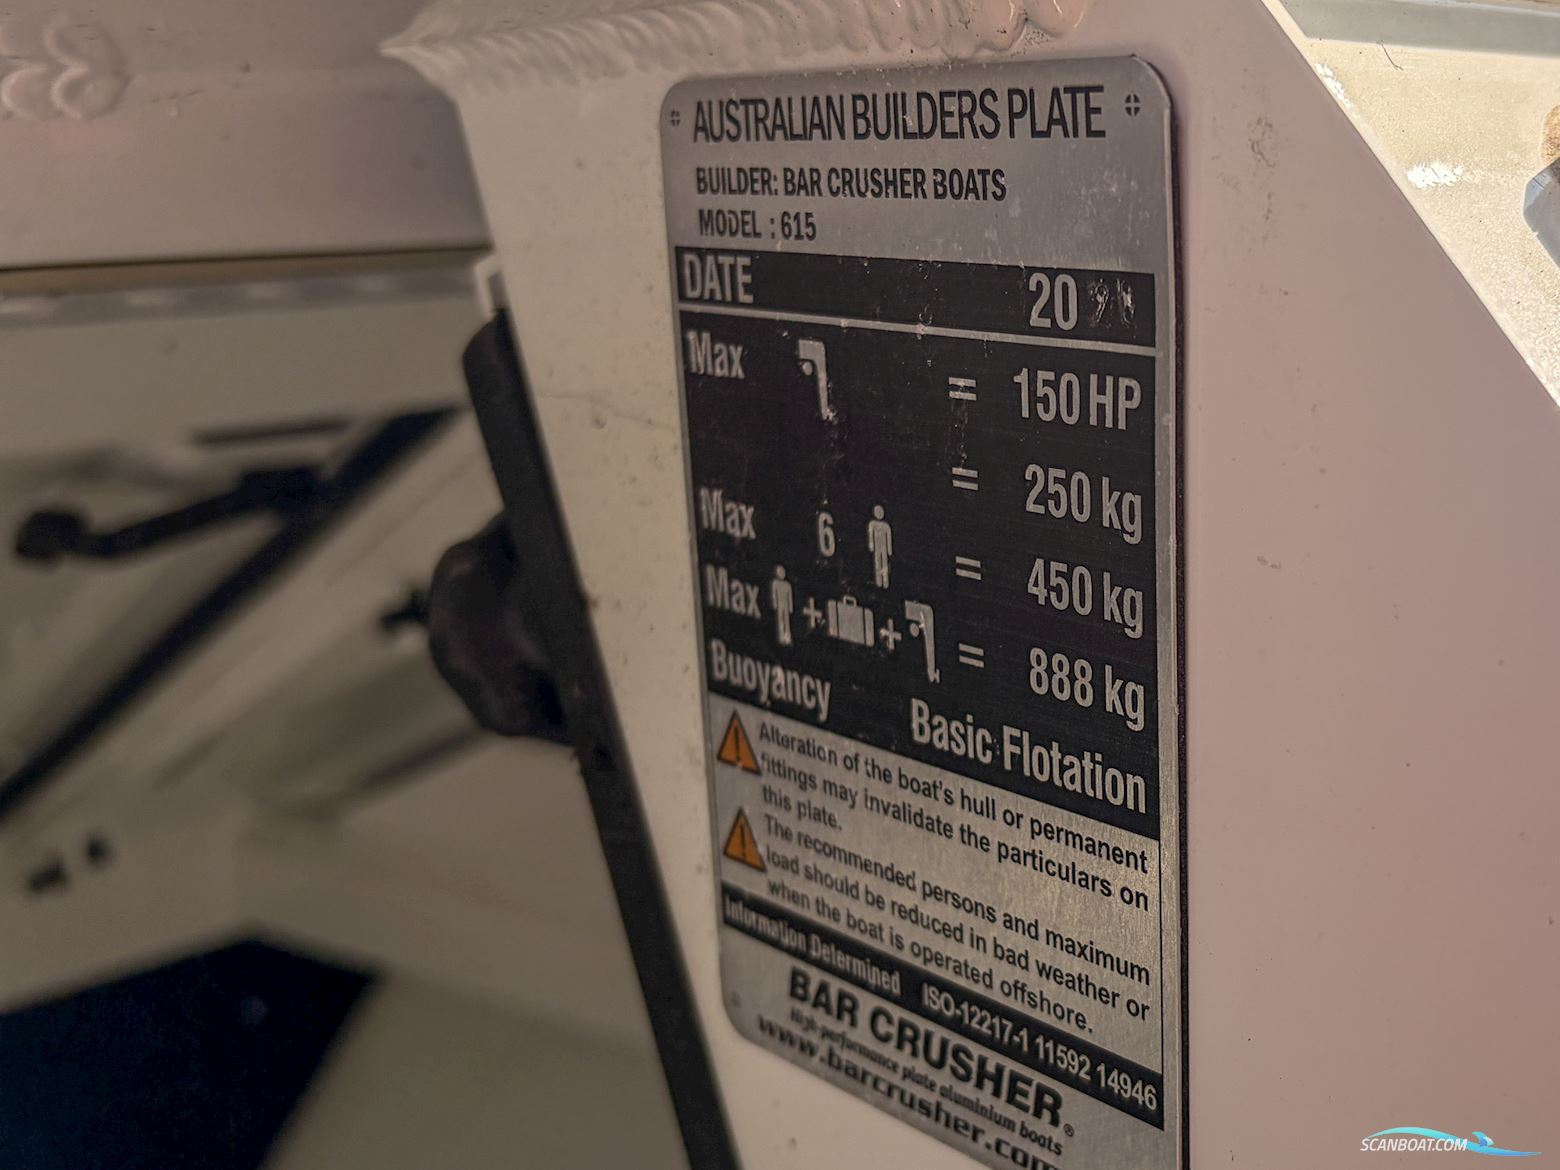 AUSTRALIAN BUILDERS PLATE
BUILDER: BAR CRUSHER BOATS
MODEL : 615
DATE 20
Max = 150 HP
= 250 kg
Max 6 = 450 kg
Max + + = 888 kg
Buoyancy Basic Flotation
Alteration of the boat's hull or permanent
fittings may invalidate the particulars on
this plate.
The recommended persons and maximum
load should be reduced in bad weather or
when the boat is operated offshore.
Information Determined ISO-12217-1 11592 14946
BAR CRUSHER®
High-performance plate aluminium boats
www.barcrusher.com
SCANBOAT.COM